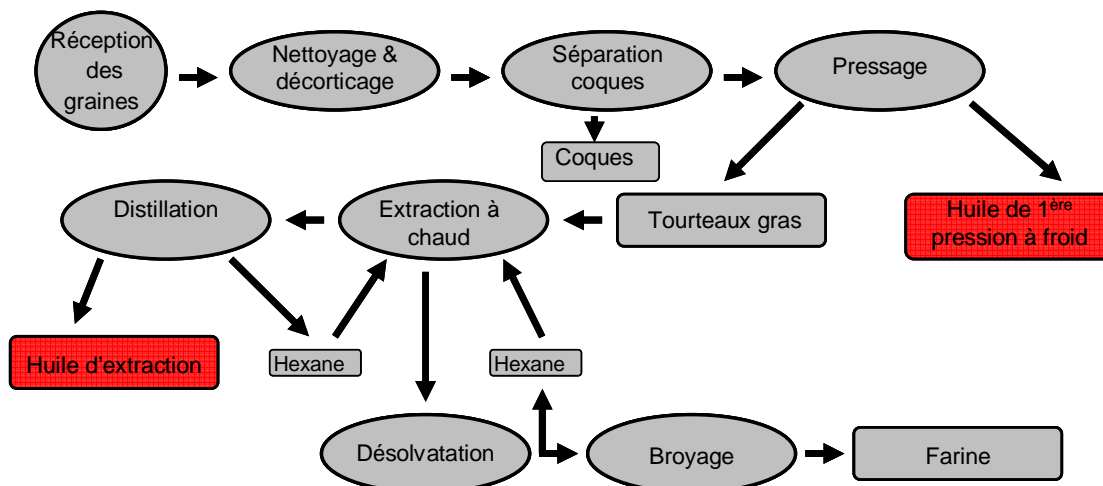 Réception
des
graines
Nettoyage &
décorticage
Séparation
coques
Pressage
Coques
Distillation
Extraction à
chaud
Tourteaux gras
Huile de 1ère
pression à froid
Huile d'extraction
Hexane
Hexane
Désolvatation
Broyage
Farine